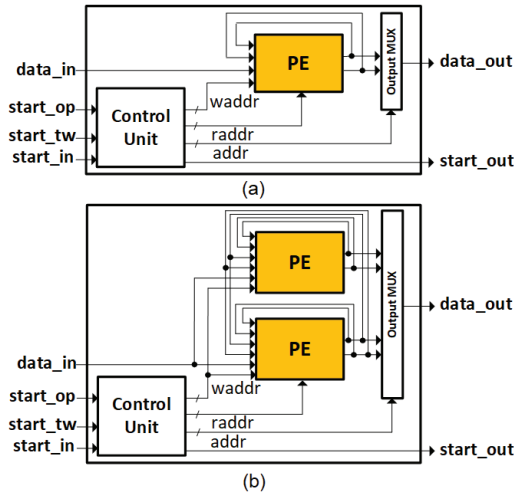 PE
Output MUX
data_in
data_out
start_op
waddr
start_tw
Control
Unit
raddr
start_in
addr
start_out
(a)
PE
Output MUX
data_out
PE
data_in
start_op
waddr
Control
Unit
start_tw
raddr
start_in
addr
start_out
(b)